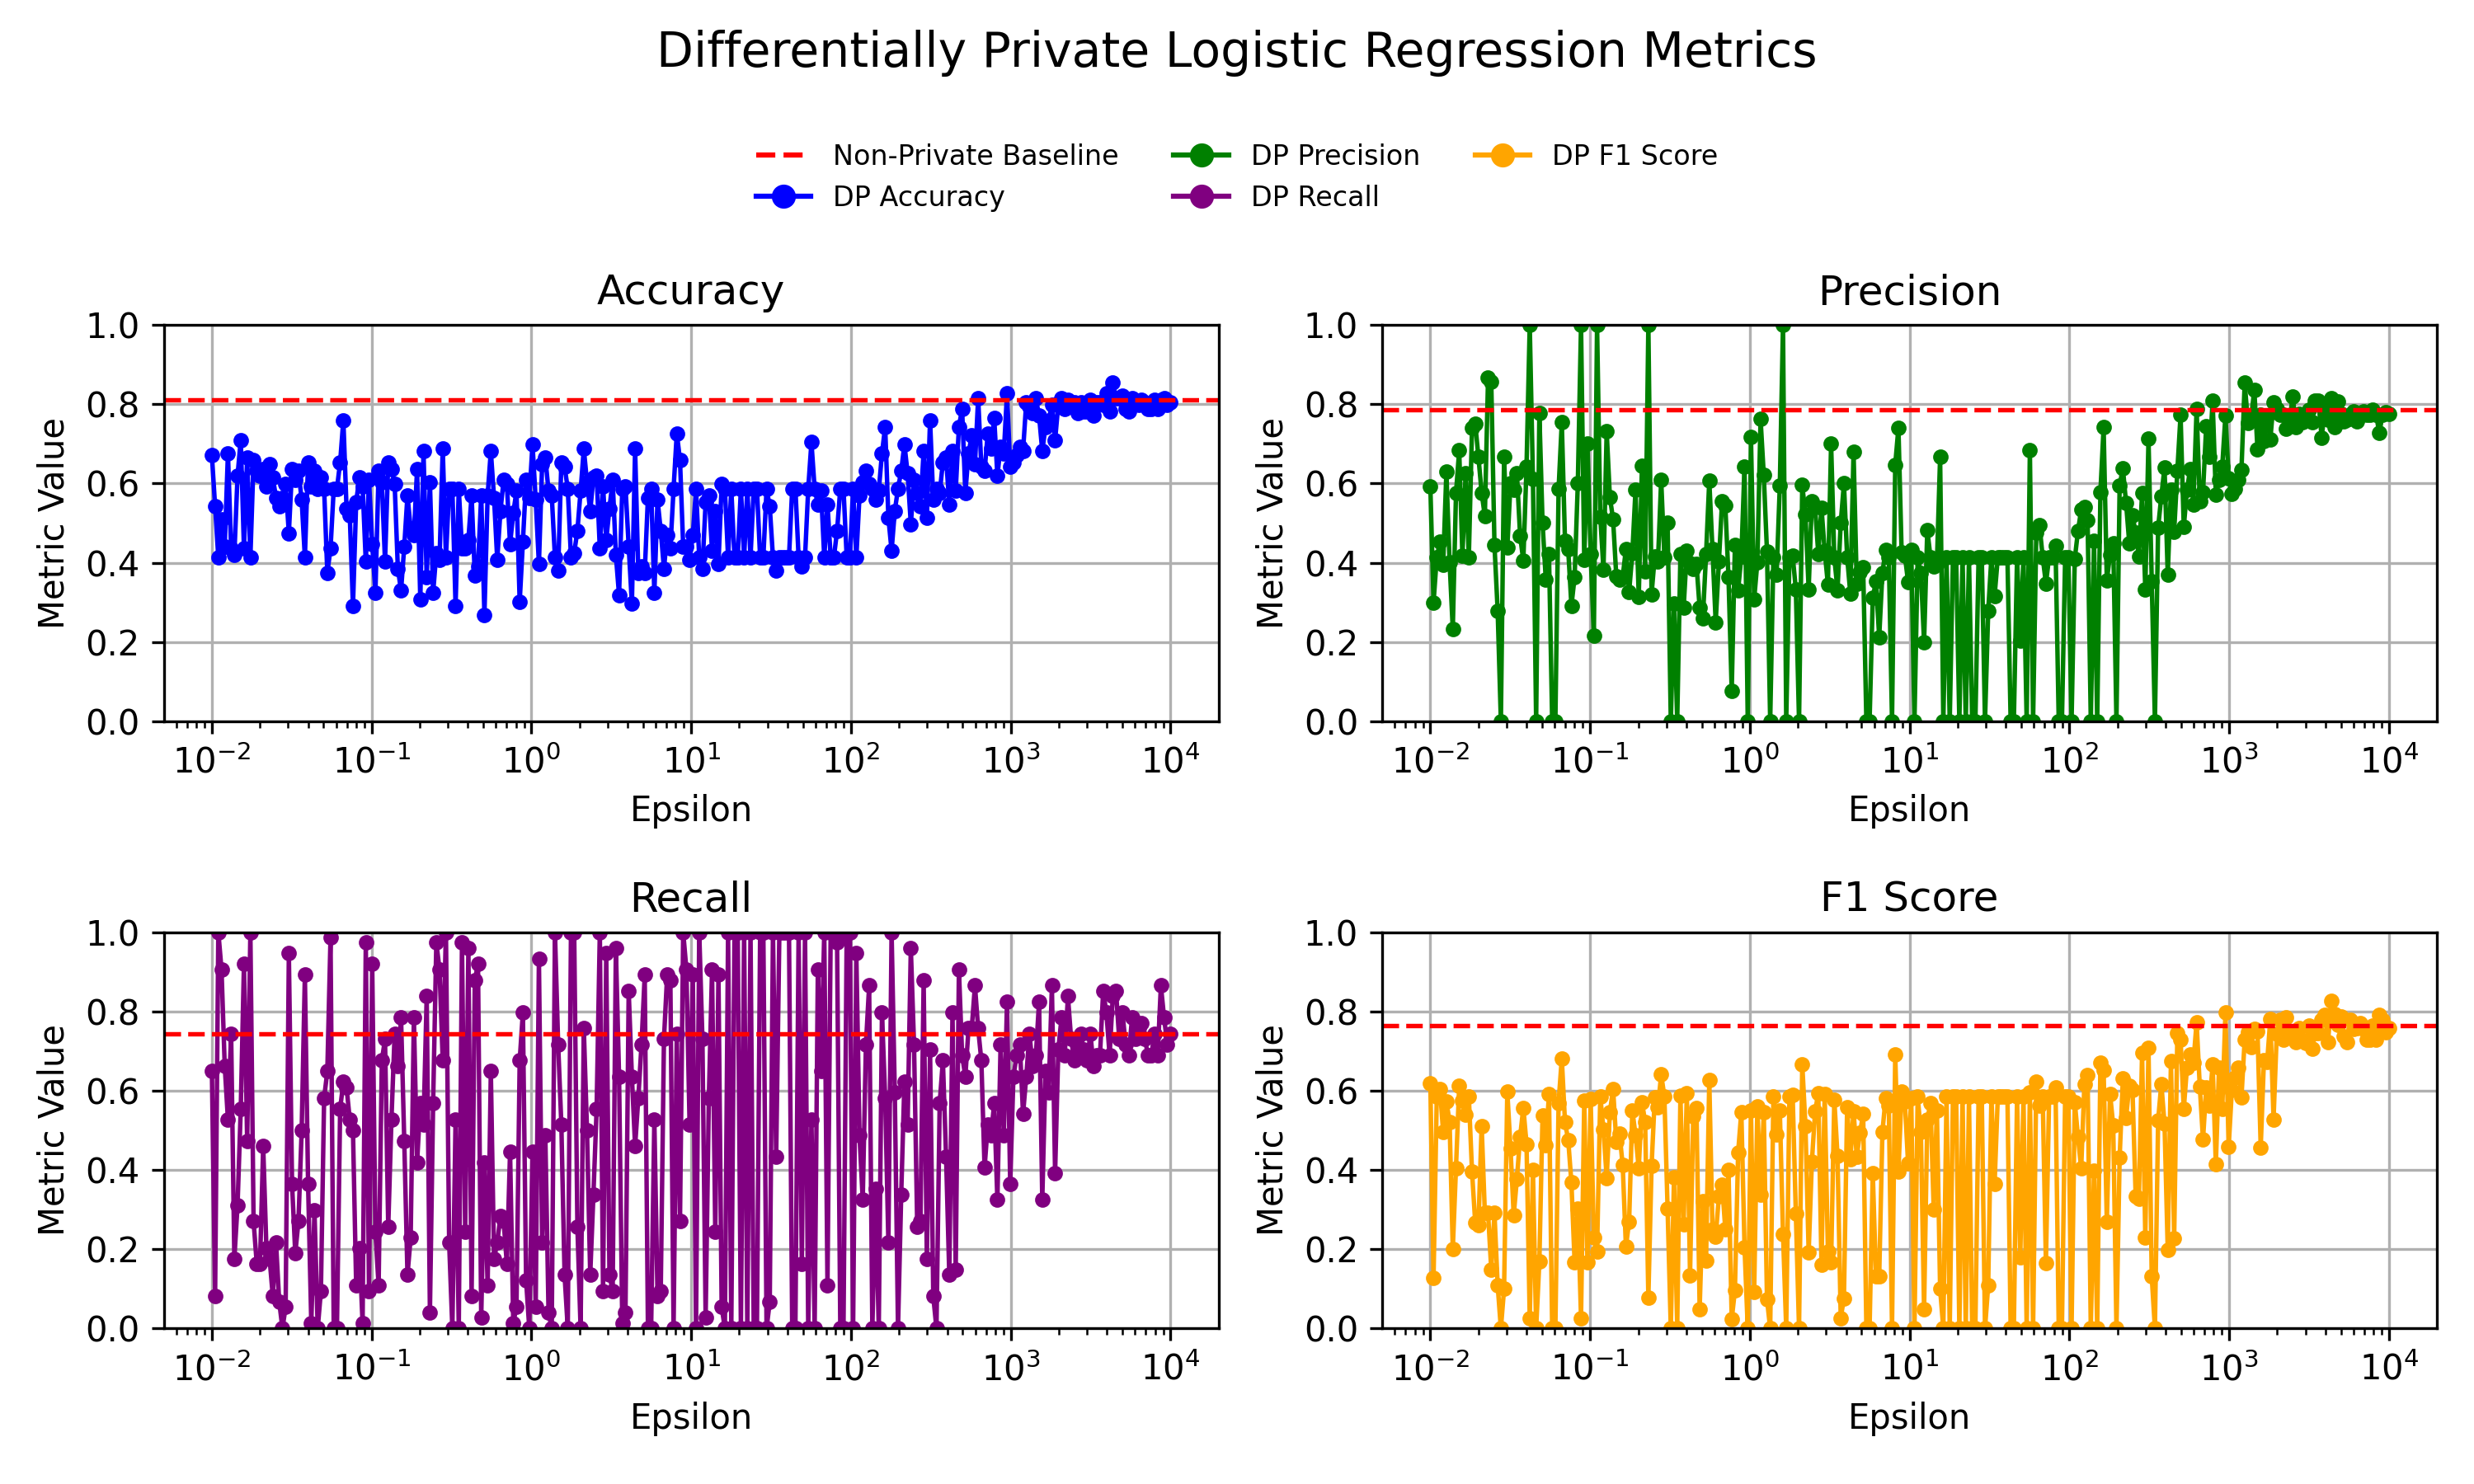 Differentially Private Logistic Regression Metrics
Non-Private Baseline
DP Accuracy
DP Precision
DP Recall
DP F1 Score
Accuracy
Metric Value
1.0
0.8
0.6
0.4
0.2
0.0
10⁻² 10⁻¹ 10⁰ 10¹ 10² 10³ 10⁴
Epsilon
Precision
Metric Value
1.0
0.8
0.6
0.4
0.2
0.0
10⁻² 10⁻¹ 10⁰ 10¹ 10² 10³ 10⁴
Epsilon
Recall
Metric Value
1.0
0.8
0.6
0.4
0.2
0.0
10⁻² 10⁻¹ 10⁰ 10¹ 10² 10³ 10⁴
Epsilon
F1 Score
Metric Value
1.0
0.8
0.6
0.4
0.2
0.0
10⁻² 10⁻¹ 10⁰ 10¹ 10² 10³ 10⁴
Epsilon